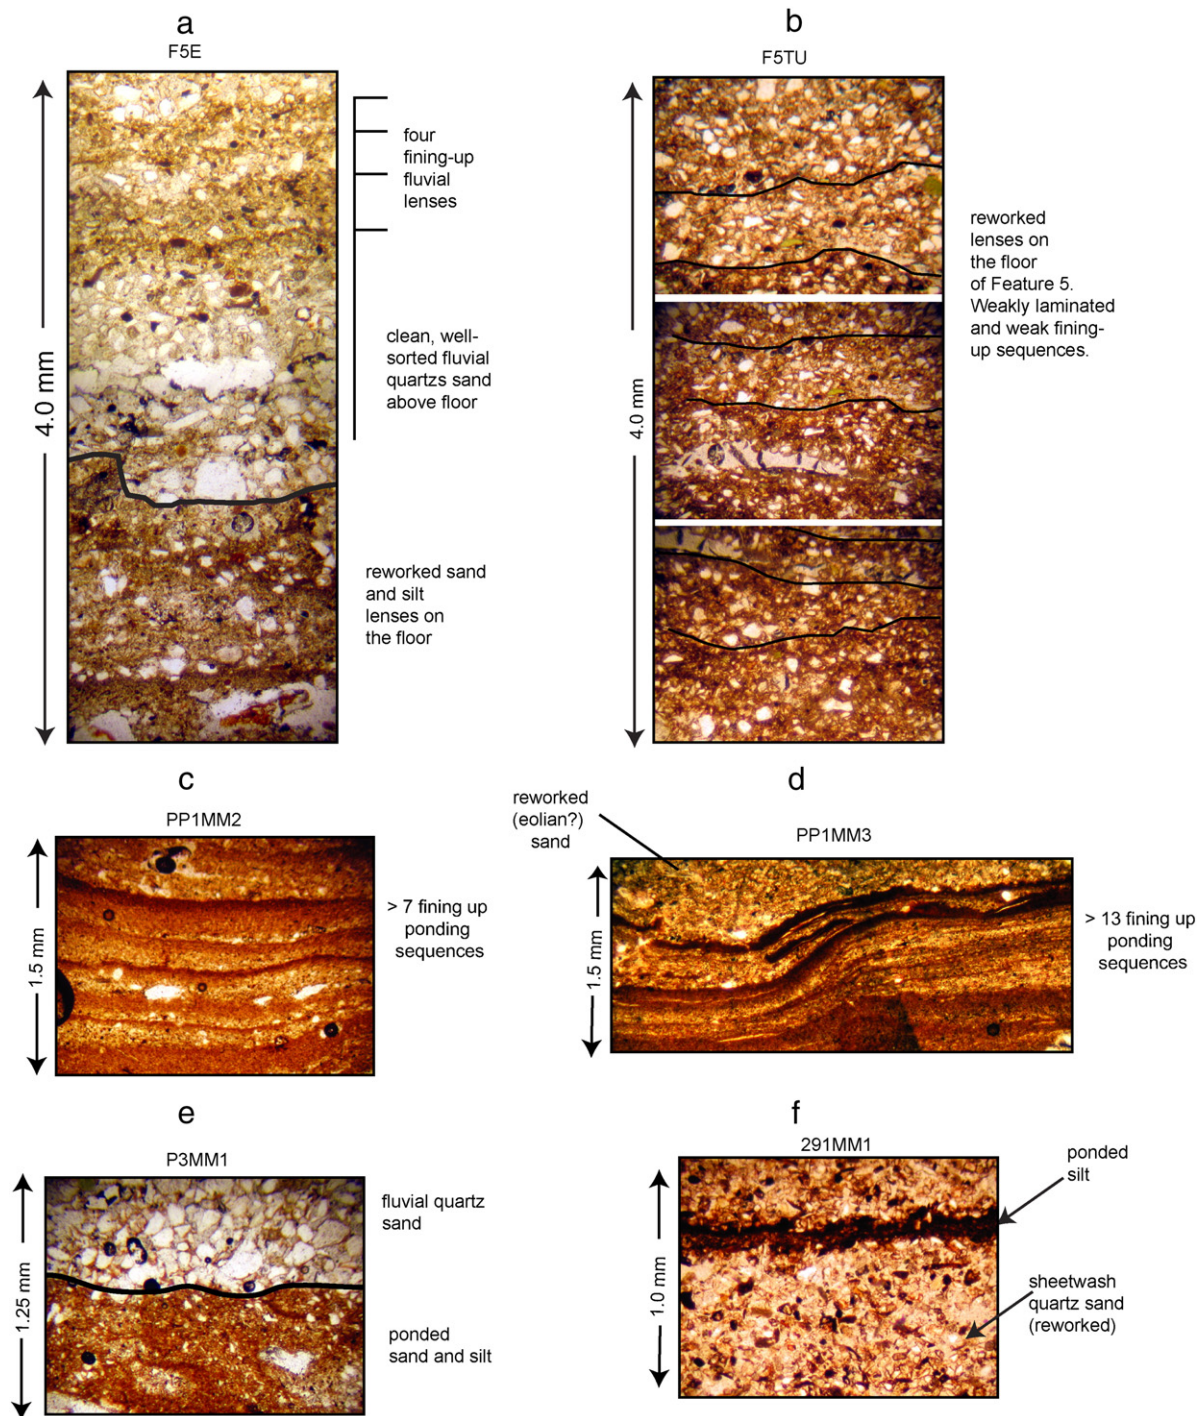 a
F5E
4.0 mm
four
fining-up
fluvial
lenses
clean, well-
sorted fluvial
quartzs sand
above floor
reworked sand
and silt
lenses on
the floor
b
F5TU
4.0 mm
reworked
lenses on
the floor
of Feature 5.
Weakly laminated
and weak fining-
up sequences.
c
PP1MM2
1.5 mm
> 7 fining up
ponding
sequences
d
reworked
(eolian?)
sand
PP1MM3
1.5 mm
> 13 fining up
ponding
sequences
e
P3MM1
1.25 mm
fluvial quartz
sand
ponded
sand and silt
f
291MM1
1.0 mm
ponded
silt
sheetwash
quartz sand
(reworked)